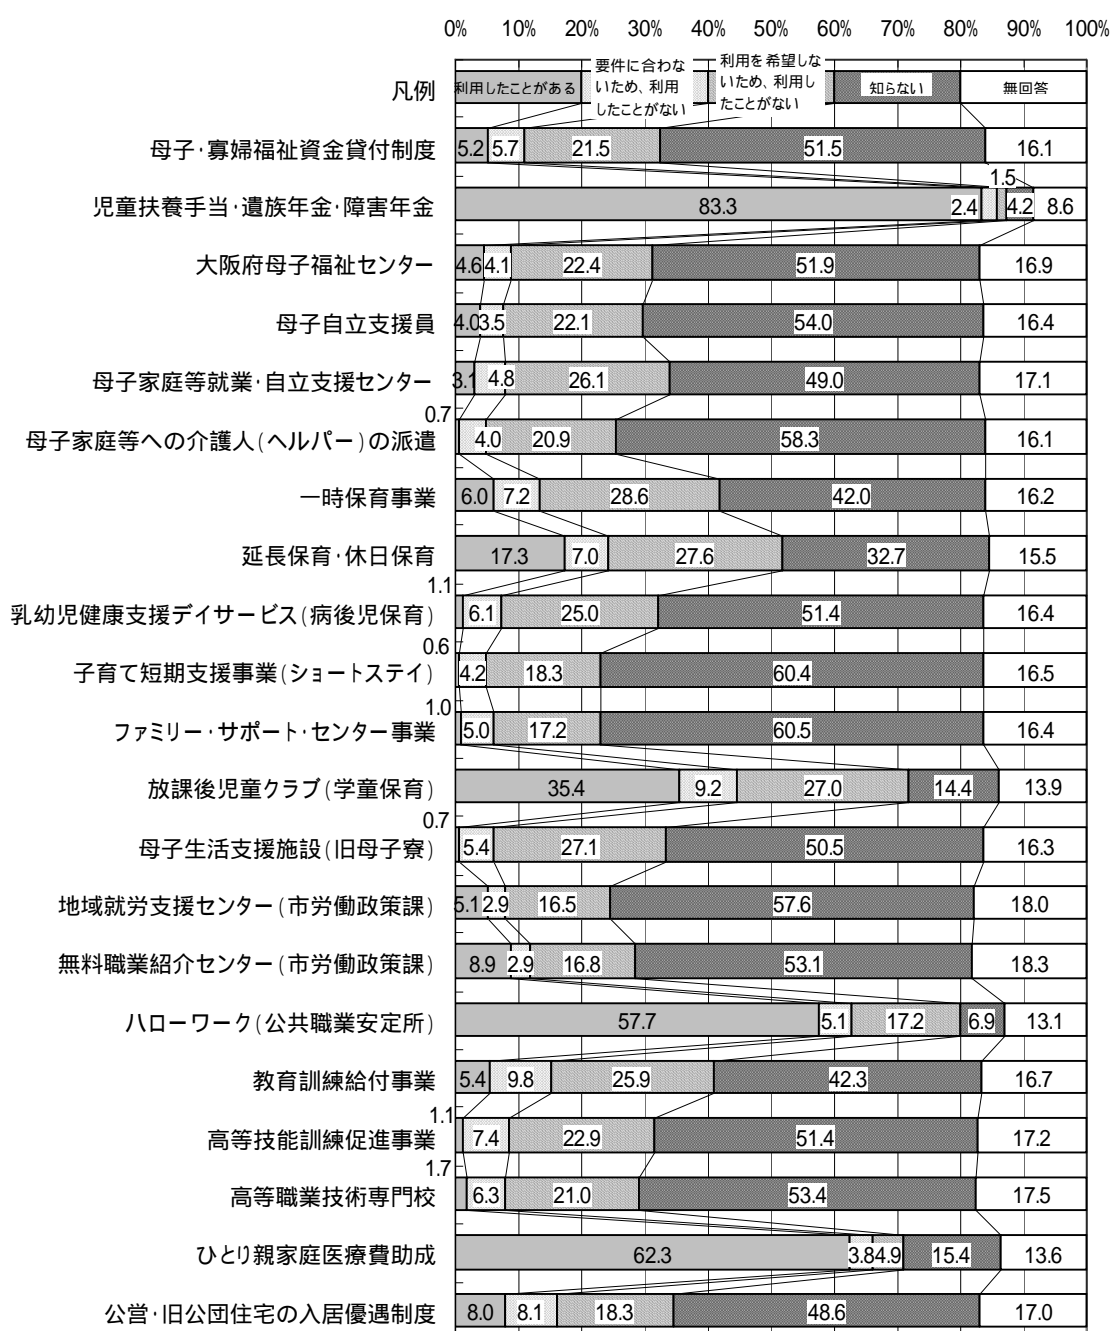 0% 10% 20% 30% 40% 50% 60% 70% 80% 90% 100%
凡例 利用したことがある 要件に合わないため、利用したことがない 利用を希望しないため、利用したことがない 知らない 無回答
母子・寡婦福祉資金貸付制度 5.2 5.7 21.5 51.5 16.1
児童扶養手当・遺族年金・障害年金 83.3 2.4 1.5 4.2 8.6
大阪府母子福祉センター 4.6 4.1 22.4 51.9 16.9
母子自立支援員 4.0 3.5 22.1 54.0 16.4
母子家庭等就業・自立支援センター 3.1 4.8 26.1 49.0 17.1
母子家庭等への介護人(ヘルパー)の派遣 0.7 4.0 20.9 58.3 16.1
一時保育事業 6.0 7.2 28.6 42.0 16.2
延長保育・休日保育 17.3 7.0 27.6 32.7 15.5
乳幼児健康支援デイサービス(病後児保育) 1.1 6.1 25.0 51.4 16.4
子育て短期支援事業(ショートステイ) 0.6 4.2 18.3 60.4 16.5
ファミリー・サポート・センター事業 1.0 5.0 17.2 60.5 16.4
放課後児童クラブ(学童保育) 35.4 9.2 27.0 14.4 13.9
母子生活支援施設(旧母子寮) 0.7 5.4 27.1 50.5 16.3
地域就労支援センター(市労働政策課) 5.1 2.9 16.5 57.6 18.0
無料職業紹介センター(市労働政策課) 8.9 2.9 16.8 53.1 18.3
ハローワーク(公共職業安定所) 57.7 5.1 17.2 6.9 13.1
教育訓練給付事業 5.4 9.8 25.9 42.3 16.7
高等技能訓練促進事業 1.1 7.4 22.9 51.4 17.2
高等職業技術専門校 1.7 6.3 21.0 53.4 17.5
ひとり親家庭医療費助成 62.3 3.8 4.9 15.4 13.6
公営・旧公団住宅の入居優遇制度 8.0 8.1 18.3 48.6 17.0